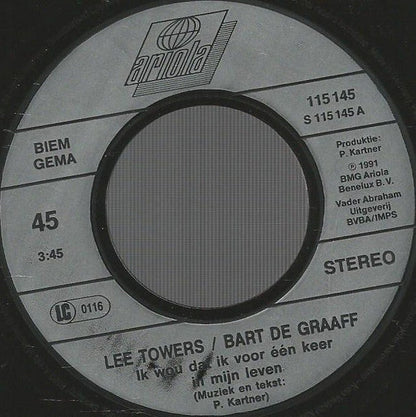 ariola
115 145
S 115 145 A
BIEM
GEMA
Produktie:
P. Kartner
℗ 1991
BMG Ariola
Benelux B.V.
Vader Abraham
Uitgeverij
BVBA/IMPS
45
3:45
STEREO
LC 0116
LEE TOWERS / BART DE GRAAFF
Ik wou dat ik voor één keer
in mijn leven
(Muziek en tekst:
P. Kartner)